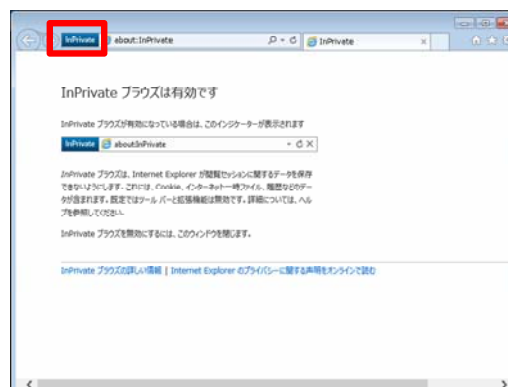 InPrivate about:InPrivate InPrivate
InPrivate ブラウズは有効です
InPrivate ブラウズが有効になっている場合は、このインジケーターが表示されます
InPrivate about:InPrivate
InPrivate ブラウズは、Internet Explorer が閲覧セッションに関するデータを保存
できないようにします。これには、Cookie、インターネット一時ファイル、履歴などのデー
タが含まれます。既定ではツール バーと拡張機能は無効です。詳細については、ヘル
プを参照してください。
InPrivate ブラウズを無効にするには、このウィンドウを閉じます。
InPrivate ブラウズの詳しい情報 | Internet Explorer のプライバシーに関する声明をオンラインで読む